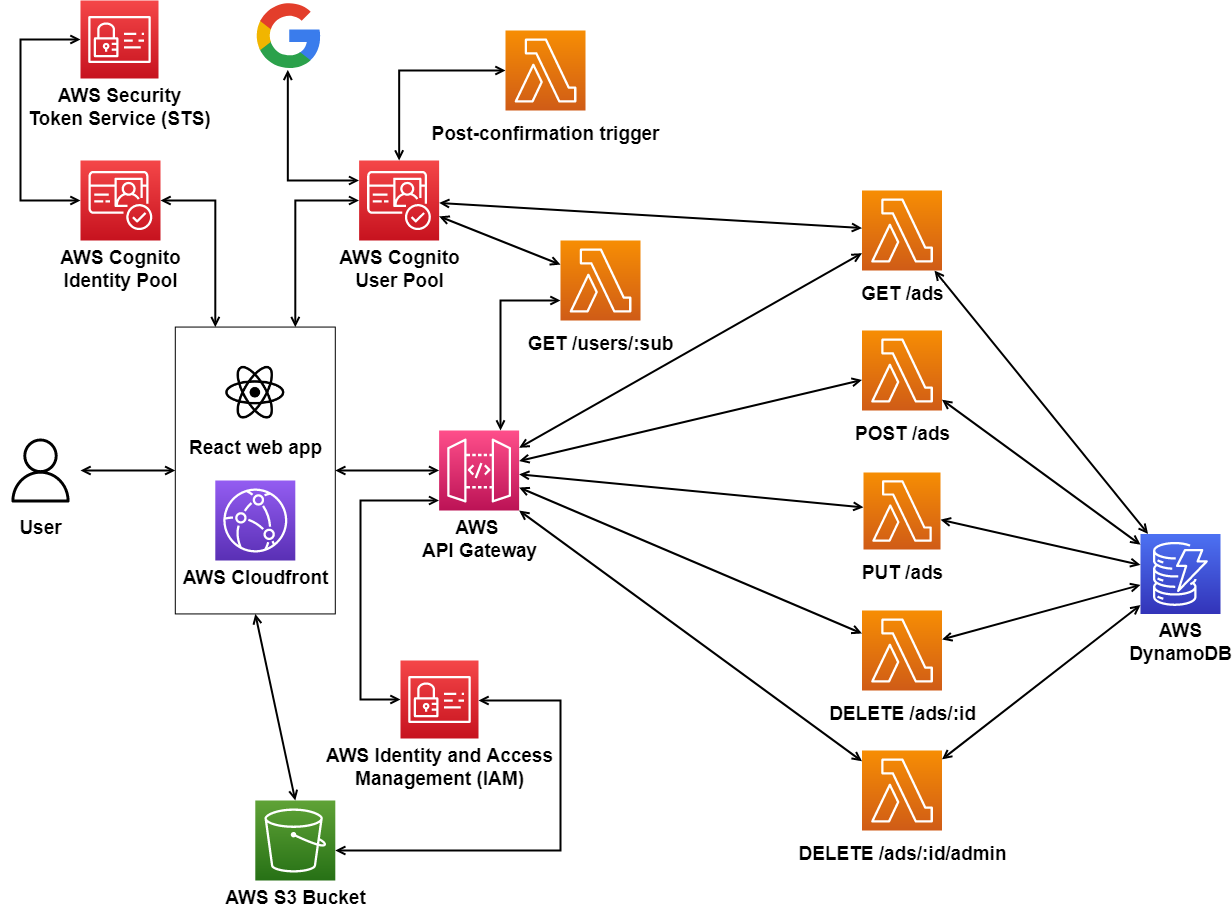 AWS Security
Token Service (STS)
Post-confirmation trigger
AWS Cognito
Identity Pool
AWS Cognito
User Pool
GET /ads
GET /users/:sub
React web app
POST /ads
User
AWS
API Gateway
AWS Cloudfront
PUT /ads
AWS
DynamoDB
DELETE /ads/:id
AWS Identity and Access
Management (IAM)
DELETE /ads/:id/admin
AWS S3 Bucket